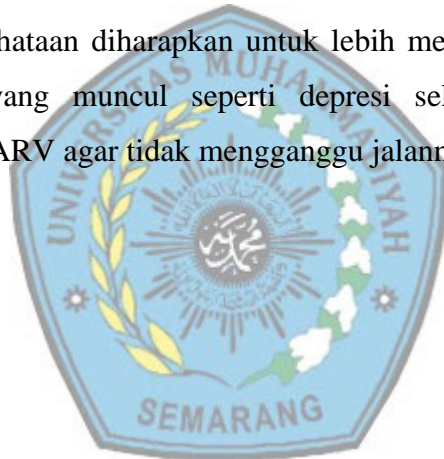 hataan diharapkan untuk lebih me
yang muncul seperti depresi sel
ARV agar tidak mengganggu jalann
UNIVERSITAS MUHAMMADIYAH
SEMARANG